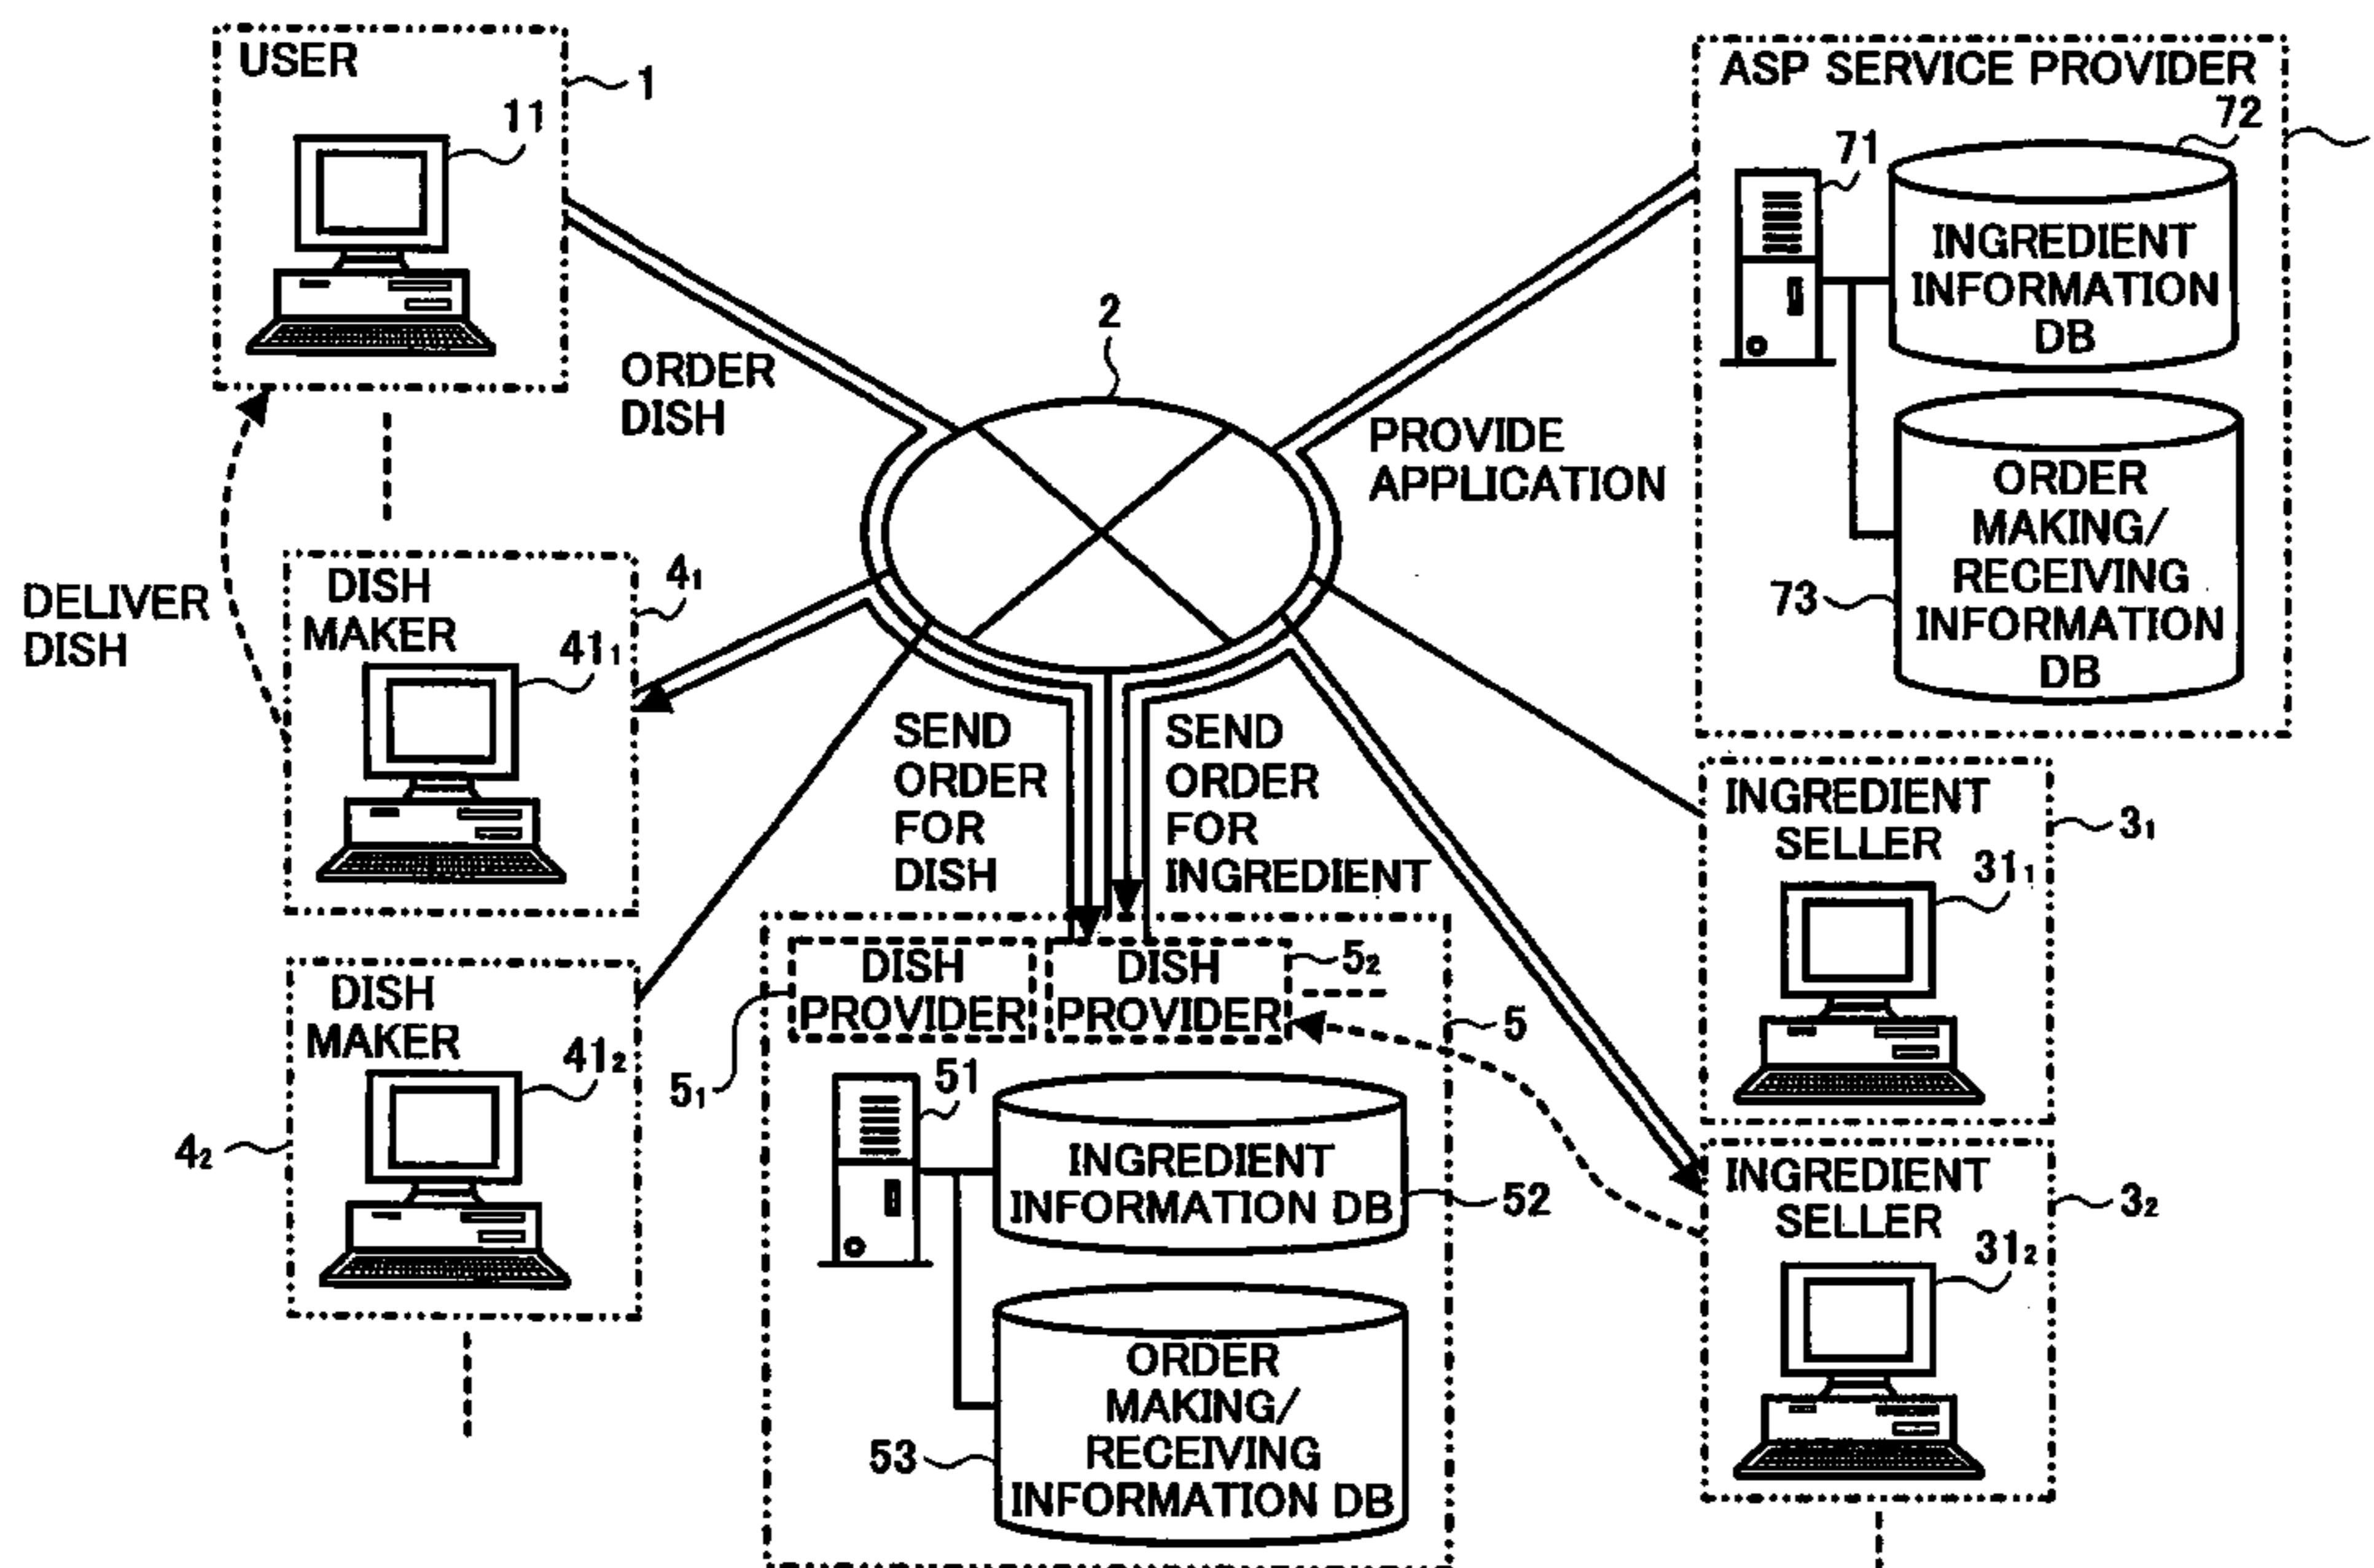 USER
1
11
ORDER
DISH
2
ASP SERVICE PROVIDER
71
72
INGREDIENT
INFORMATION
DB
PROVIDE
APPLICATION
ORDER
MAKING/
RECEIVING
INFORMATION
DB
73
DELIVER
DISH
DISH
MAKER
4₁
41₁
SEND
ORDER
FOR
DISH
SEND
ORDER
FOR
INGREDIENT
INGREDIENT
SELLER
3₁
31₁
DISH
MAKER
41₂
4₂
DISH
PROVIDER
5₁
DISH
PROVIDER
5₂
5
51
INGREDIENT
INFORMATION DB
52
ORDER
MAKING/
RECEIVING
INFORMATION DB
53
INGREDIENT
SELLER
3₂
31₂